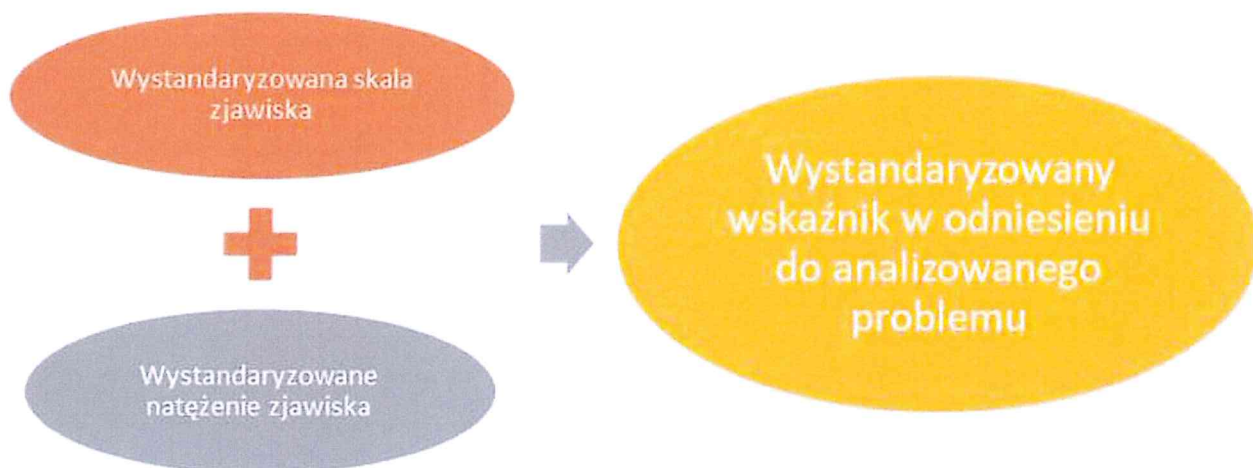 Wystandaryzowana skala
zjawiska
Wystandaryzowane
natężenie zjawiska
Wystandaryzowany
wskaźnik w odniesieniu
do analizowanego
problemu